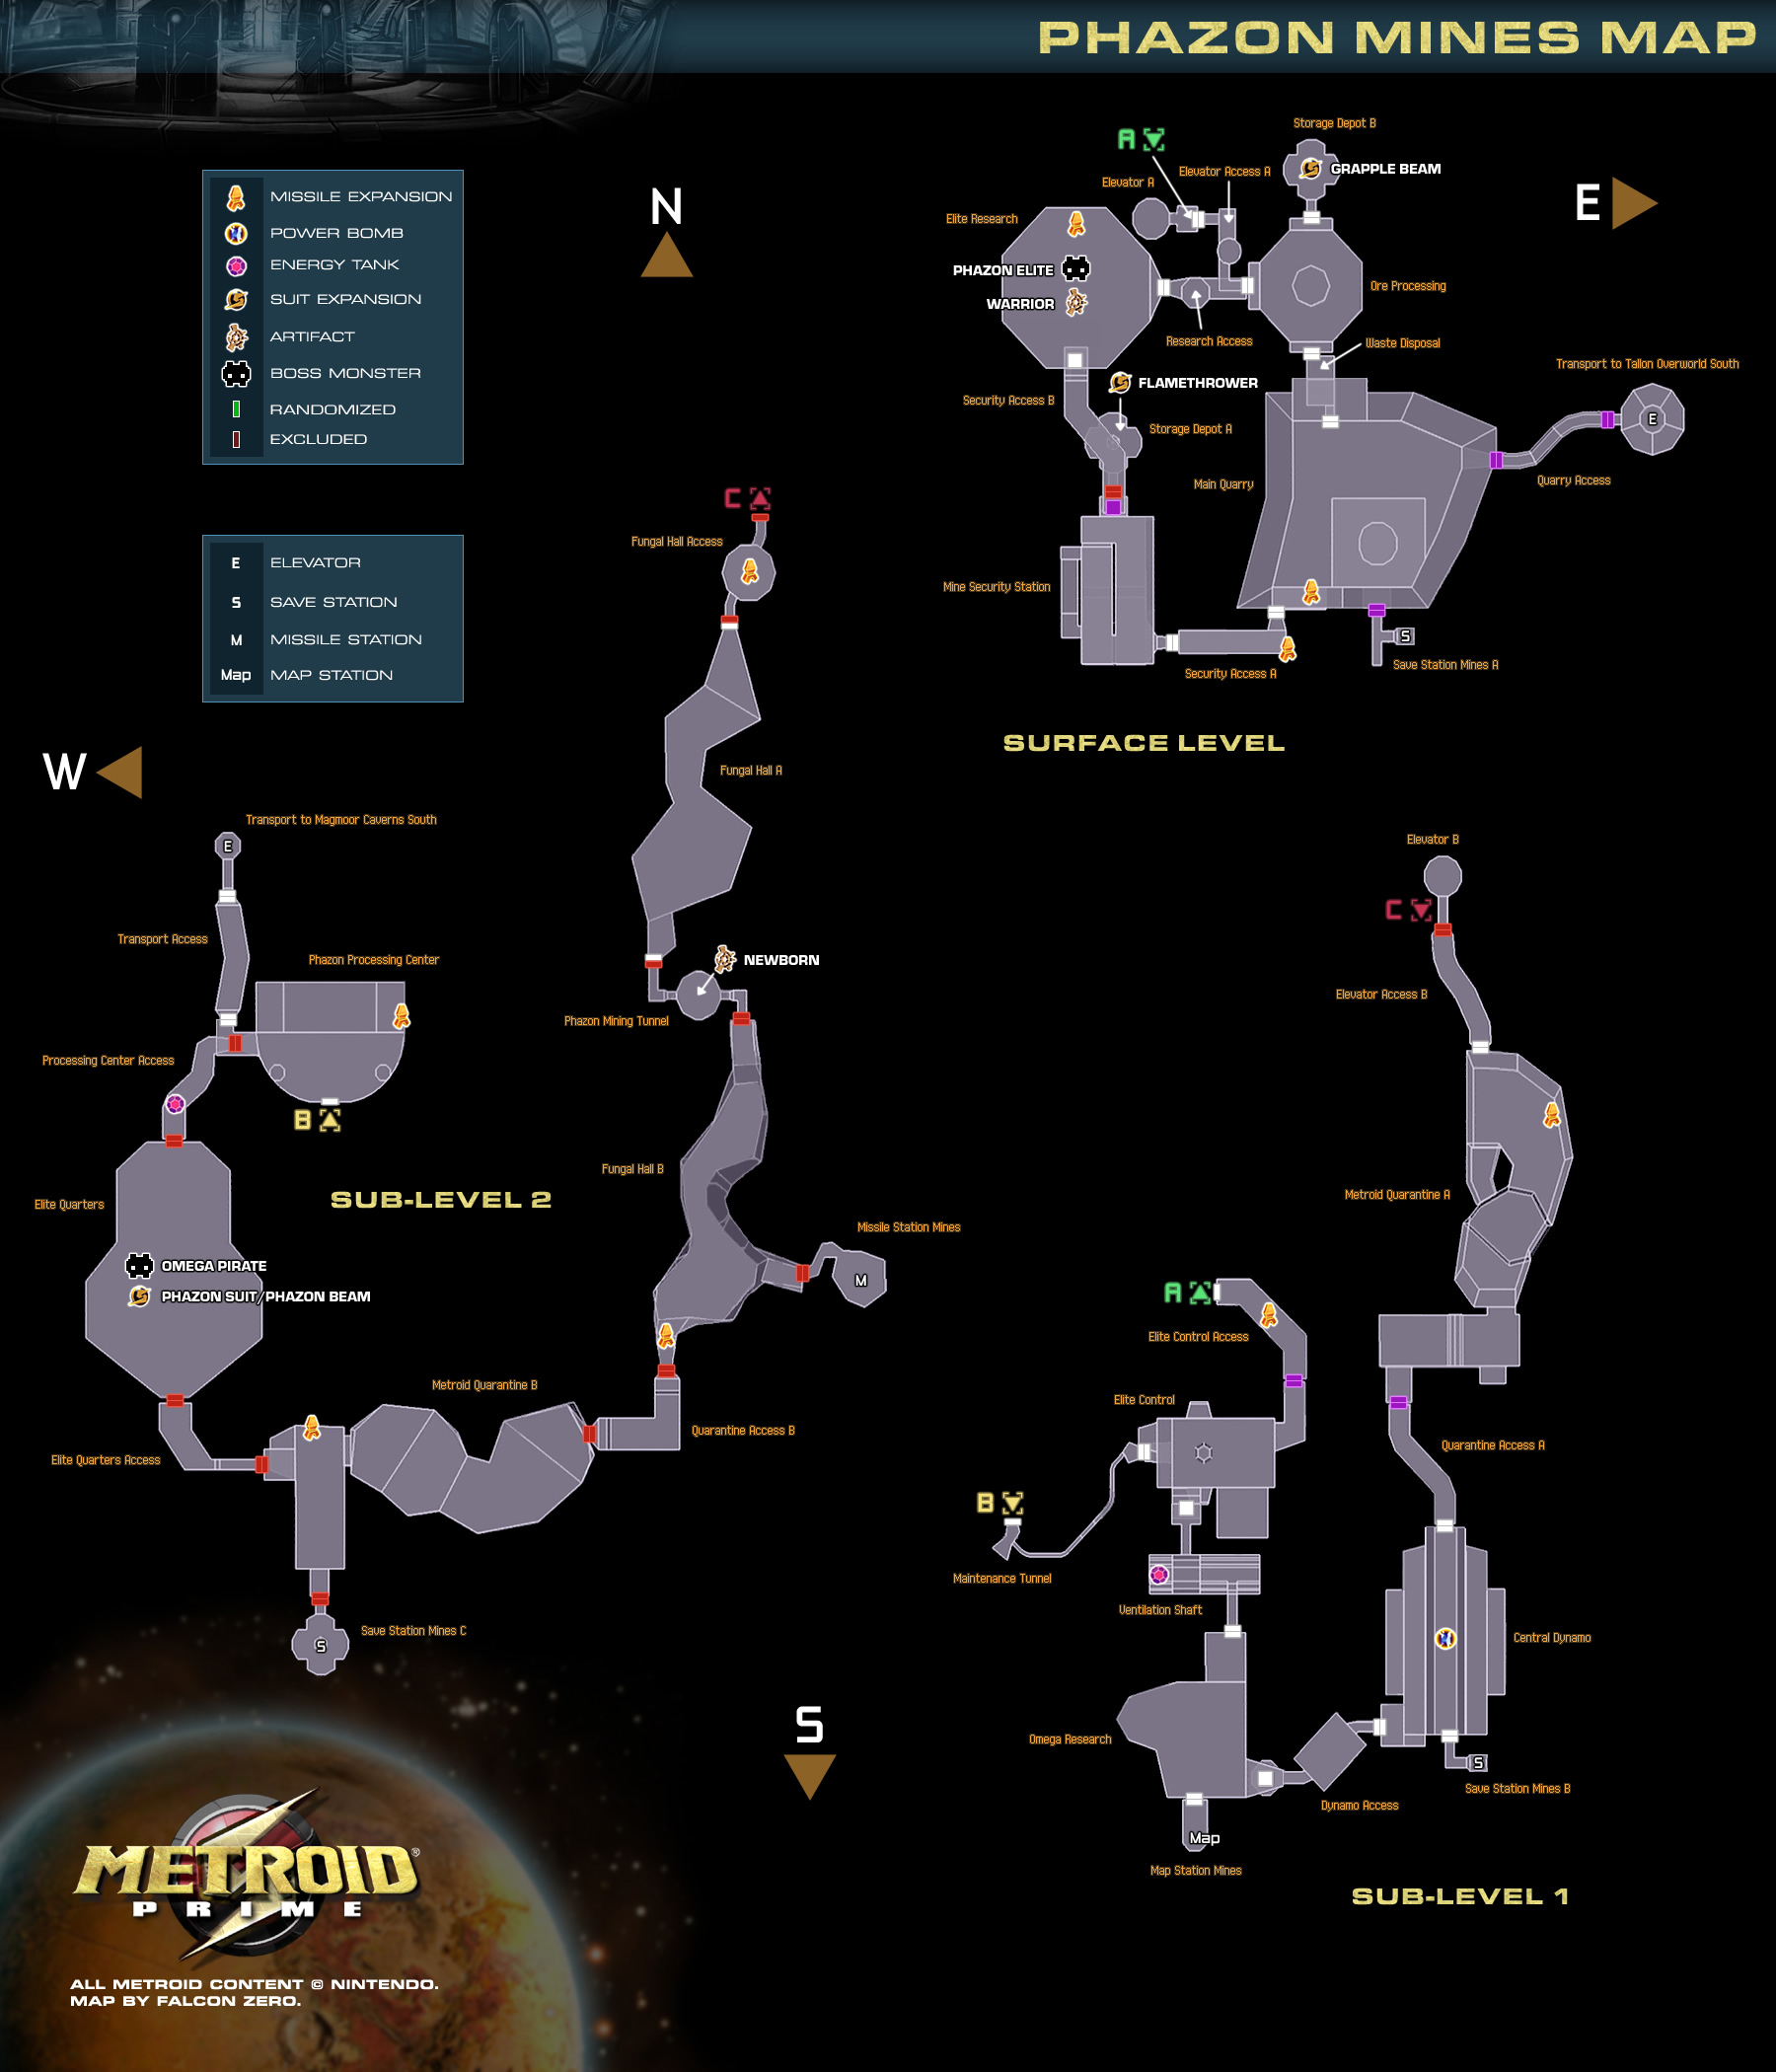 PHAZON MINES MAP
MISSILE EXPANSION
POWER BOMB
ENERGY TANK
SUIT EXPANSION
ARTIFACT
BOSS MONSTER
RANDOMIZED
EXCLUDED
E ELEVATOR
S SAVE STATION
M MISSILE STATION
Map MAP STATION
N
E
W
S
Storage Depot B
GRAPPLE BEAM
A
Elevator Access A
Elevator A
Elite Research
PHAZON ELITE
WARRIOR
Ore Processing
Research Access
Waste Disposal
Transport to Tallon Overworld South
E
FLAMETHROWER
Security Access B
Storage Depot A
Main Quarry
Quarry Access
Mine Security Station
S
Save Station Mines A
Security Access A
SURFACE LEVEL
C
Fungal Hall Access
Fungal Hall A
NEWBORN
Phazon Mining Tunnel
Fungal Hall B
Missile Station Mines
M
Transport to Magmoor Caverns South
E
Transport Access
Phazon Processing Center
Processing Center Access
B
Elite Quarters
SUB-LEVEL 2
OMEGA PIRATE
PHAZON SUIT/PHAZON BEAM
Metroid Quarantine B
Quarantine Access B
Elite Quarters Access
Save Station Mines C
S
Elevator B
C
Elevator Access B
Metroid Quarantine A
A
Elite Control Access
Elite Control
Quarantine Access A
B
Maintenance Tunnel
Ventilation Shaft
Central Dynamo
Omega Research
S
Save Station Mines B
Dynamo Access
Map
Map Station Mines
SUB-LEVEL 1
METROID®
PRIME
ALL METROID CONTENT © NINTENDO.
MAP BY FALCON ZERO.